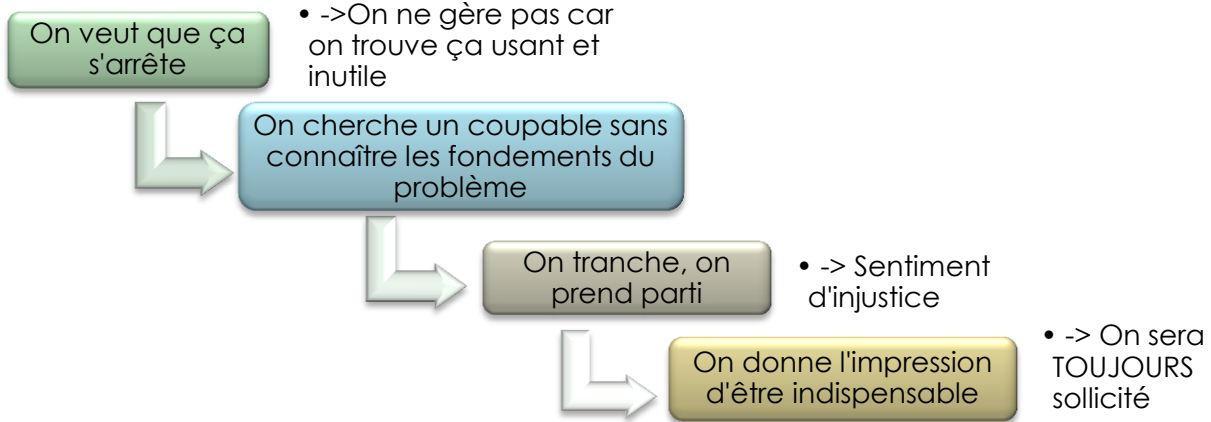 On veut que ça
s'arrête
• ->On ne gère pas car
on trouve ça usant et
inutile
On cherche un coupable sans
connaître les fondements du
problème
On tranche, on
prend parti
• -> Sentiment
d'injustice
On donne l'impression
d'être indispensable
• -> On sera
TOUJOURS
sollicité